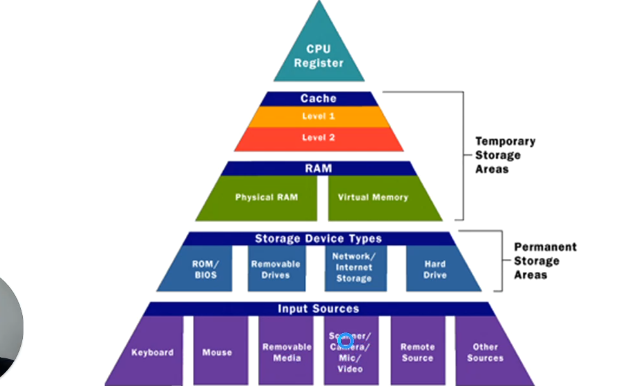 CPU
Register
Cache
Level 1
Level 2
Temporary
Storage
Areas
RAM
Physical RAM
Virtual Memory
Storage Device Types
ROM/
BIOS
Removable
Drives
Network/
Internet
Storage
Hard
Drive
Permanent
Storage
Areas
Input Sources
Keyboard
Mouse
Removable
Media
Scanner/
Camera/
Mic/
Video
Remote
Source
Other
Sources